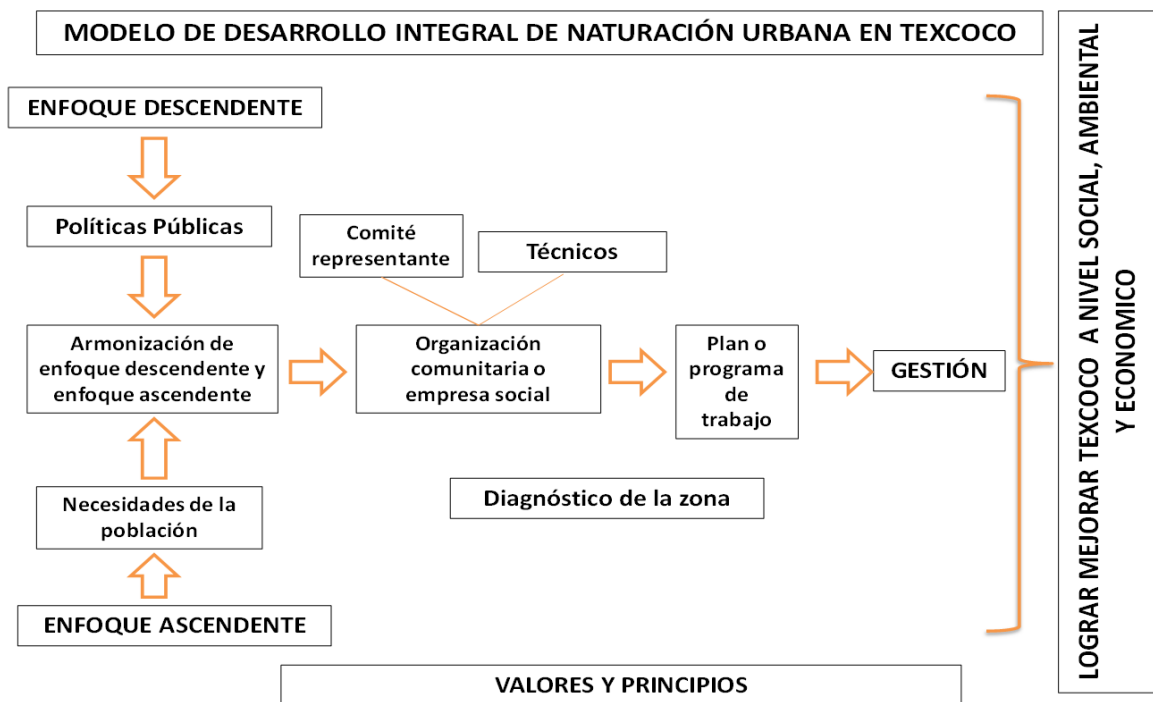 MODELO DE DESARROLLO INTEGRAL DE NATURACIÓN URBANA EN TEXCOCO
ENFOQUE DESCENDENTE
Políticas Públicas
Comité
representante
Técnicos
Armonización de
enfoque descendente y
enfoque ascendente
Organización
comunitaria o
empresa social
Plan o
programa
de
trabajo
GESTIÓN
Diagnóstico de la zona
Necesidades de la
población
ENFOQUE ASCENDENTE
VALORES Y PRINCIPIOS
LOGRAR MEJORAR TEXCOCO A NIVEL SOCIAL, AMBIENTAL
Y ECONOMICO